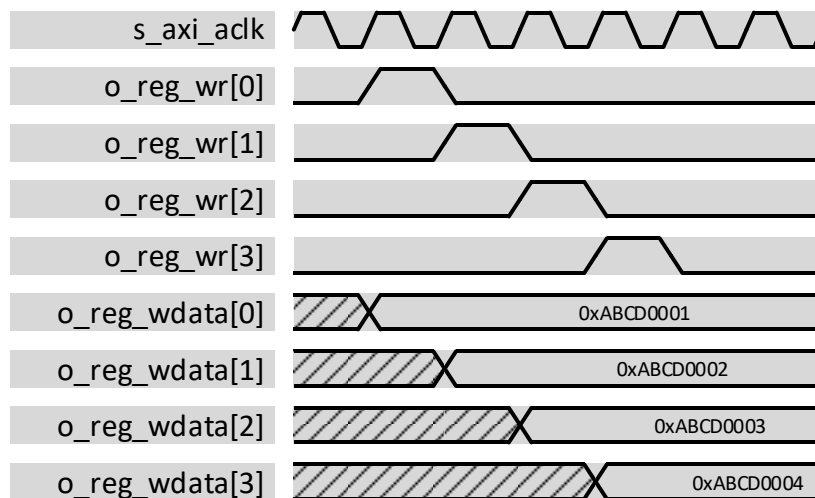 s_axi_aclk
o_reg_wr[0]
o_reg_wr[1]
o_reg_wr[2]
o_reg_wr[3]
o_reg_wdata[0] 0xABCD0001
o_reg_wdata[1] 0xABCD0002
o_reg_wdata[2] 0xABCD0003
o_reg_wdata[3] 0xABCD0004